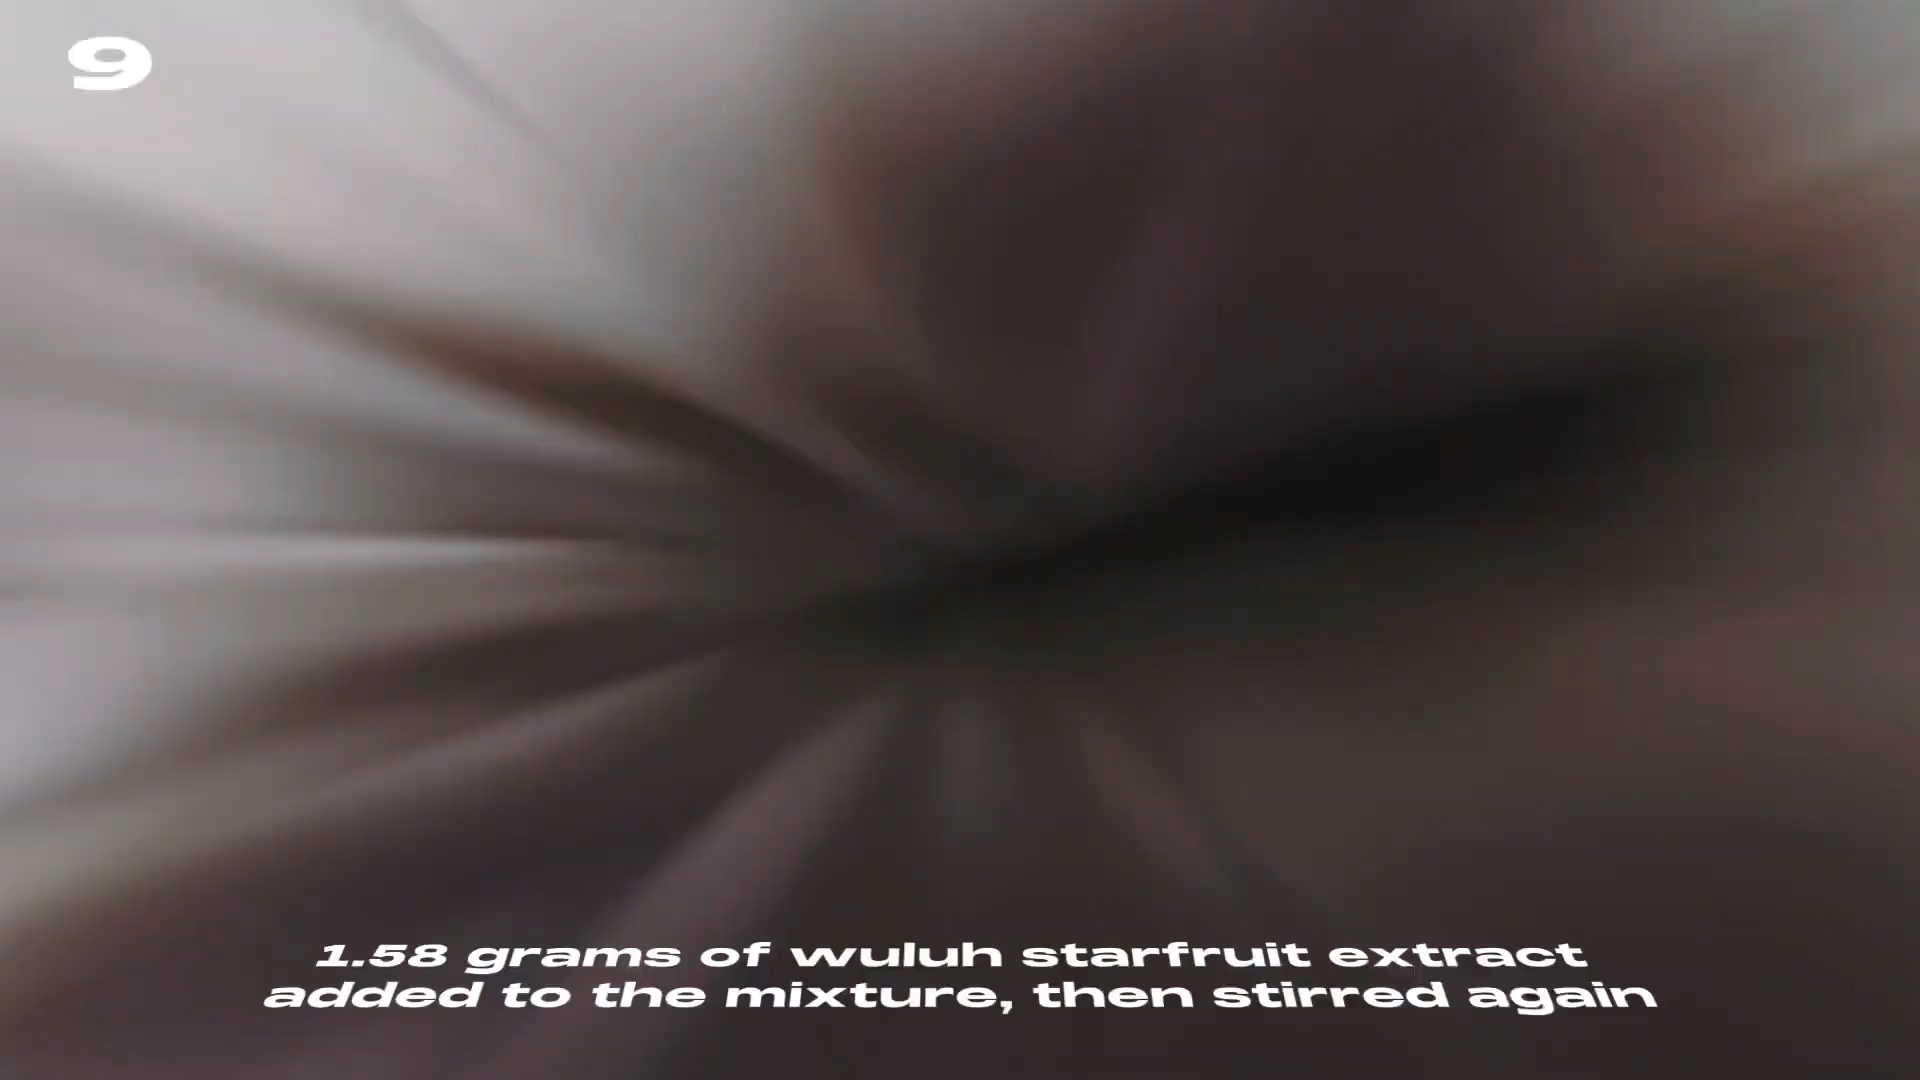 9
1.58 grams of wuluh starfruit extract
added to the mixture, then stirred again